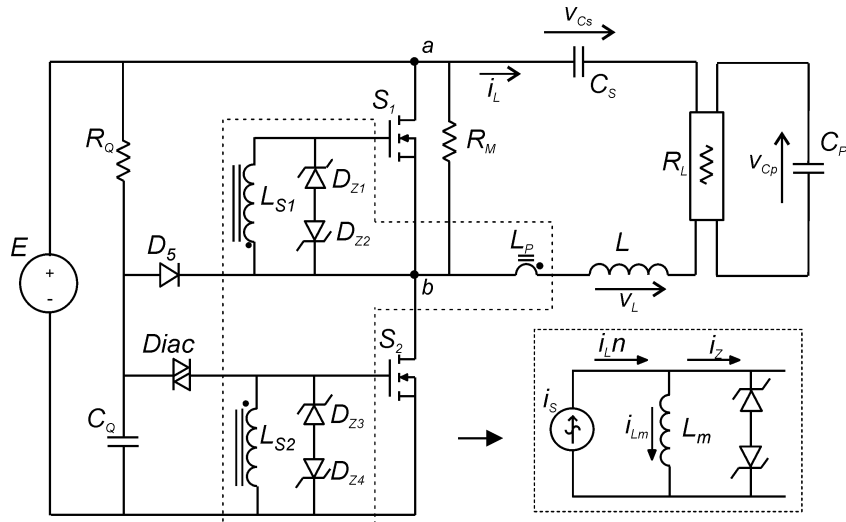 a
v_Cs
C_S
i_L
S_1
R_Q
R_M
R_L
v_Cp
C_P
L_S1
D_Z1
D_Z2
E
+
-
D_5
b
L_P
L
v_L
Diac
S_2
C_Q
L_S2
D_Z3
D_Z4
i_L n
i_Z
i_S
i_Lm
L_m